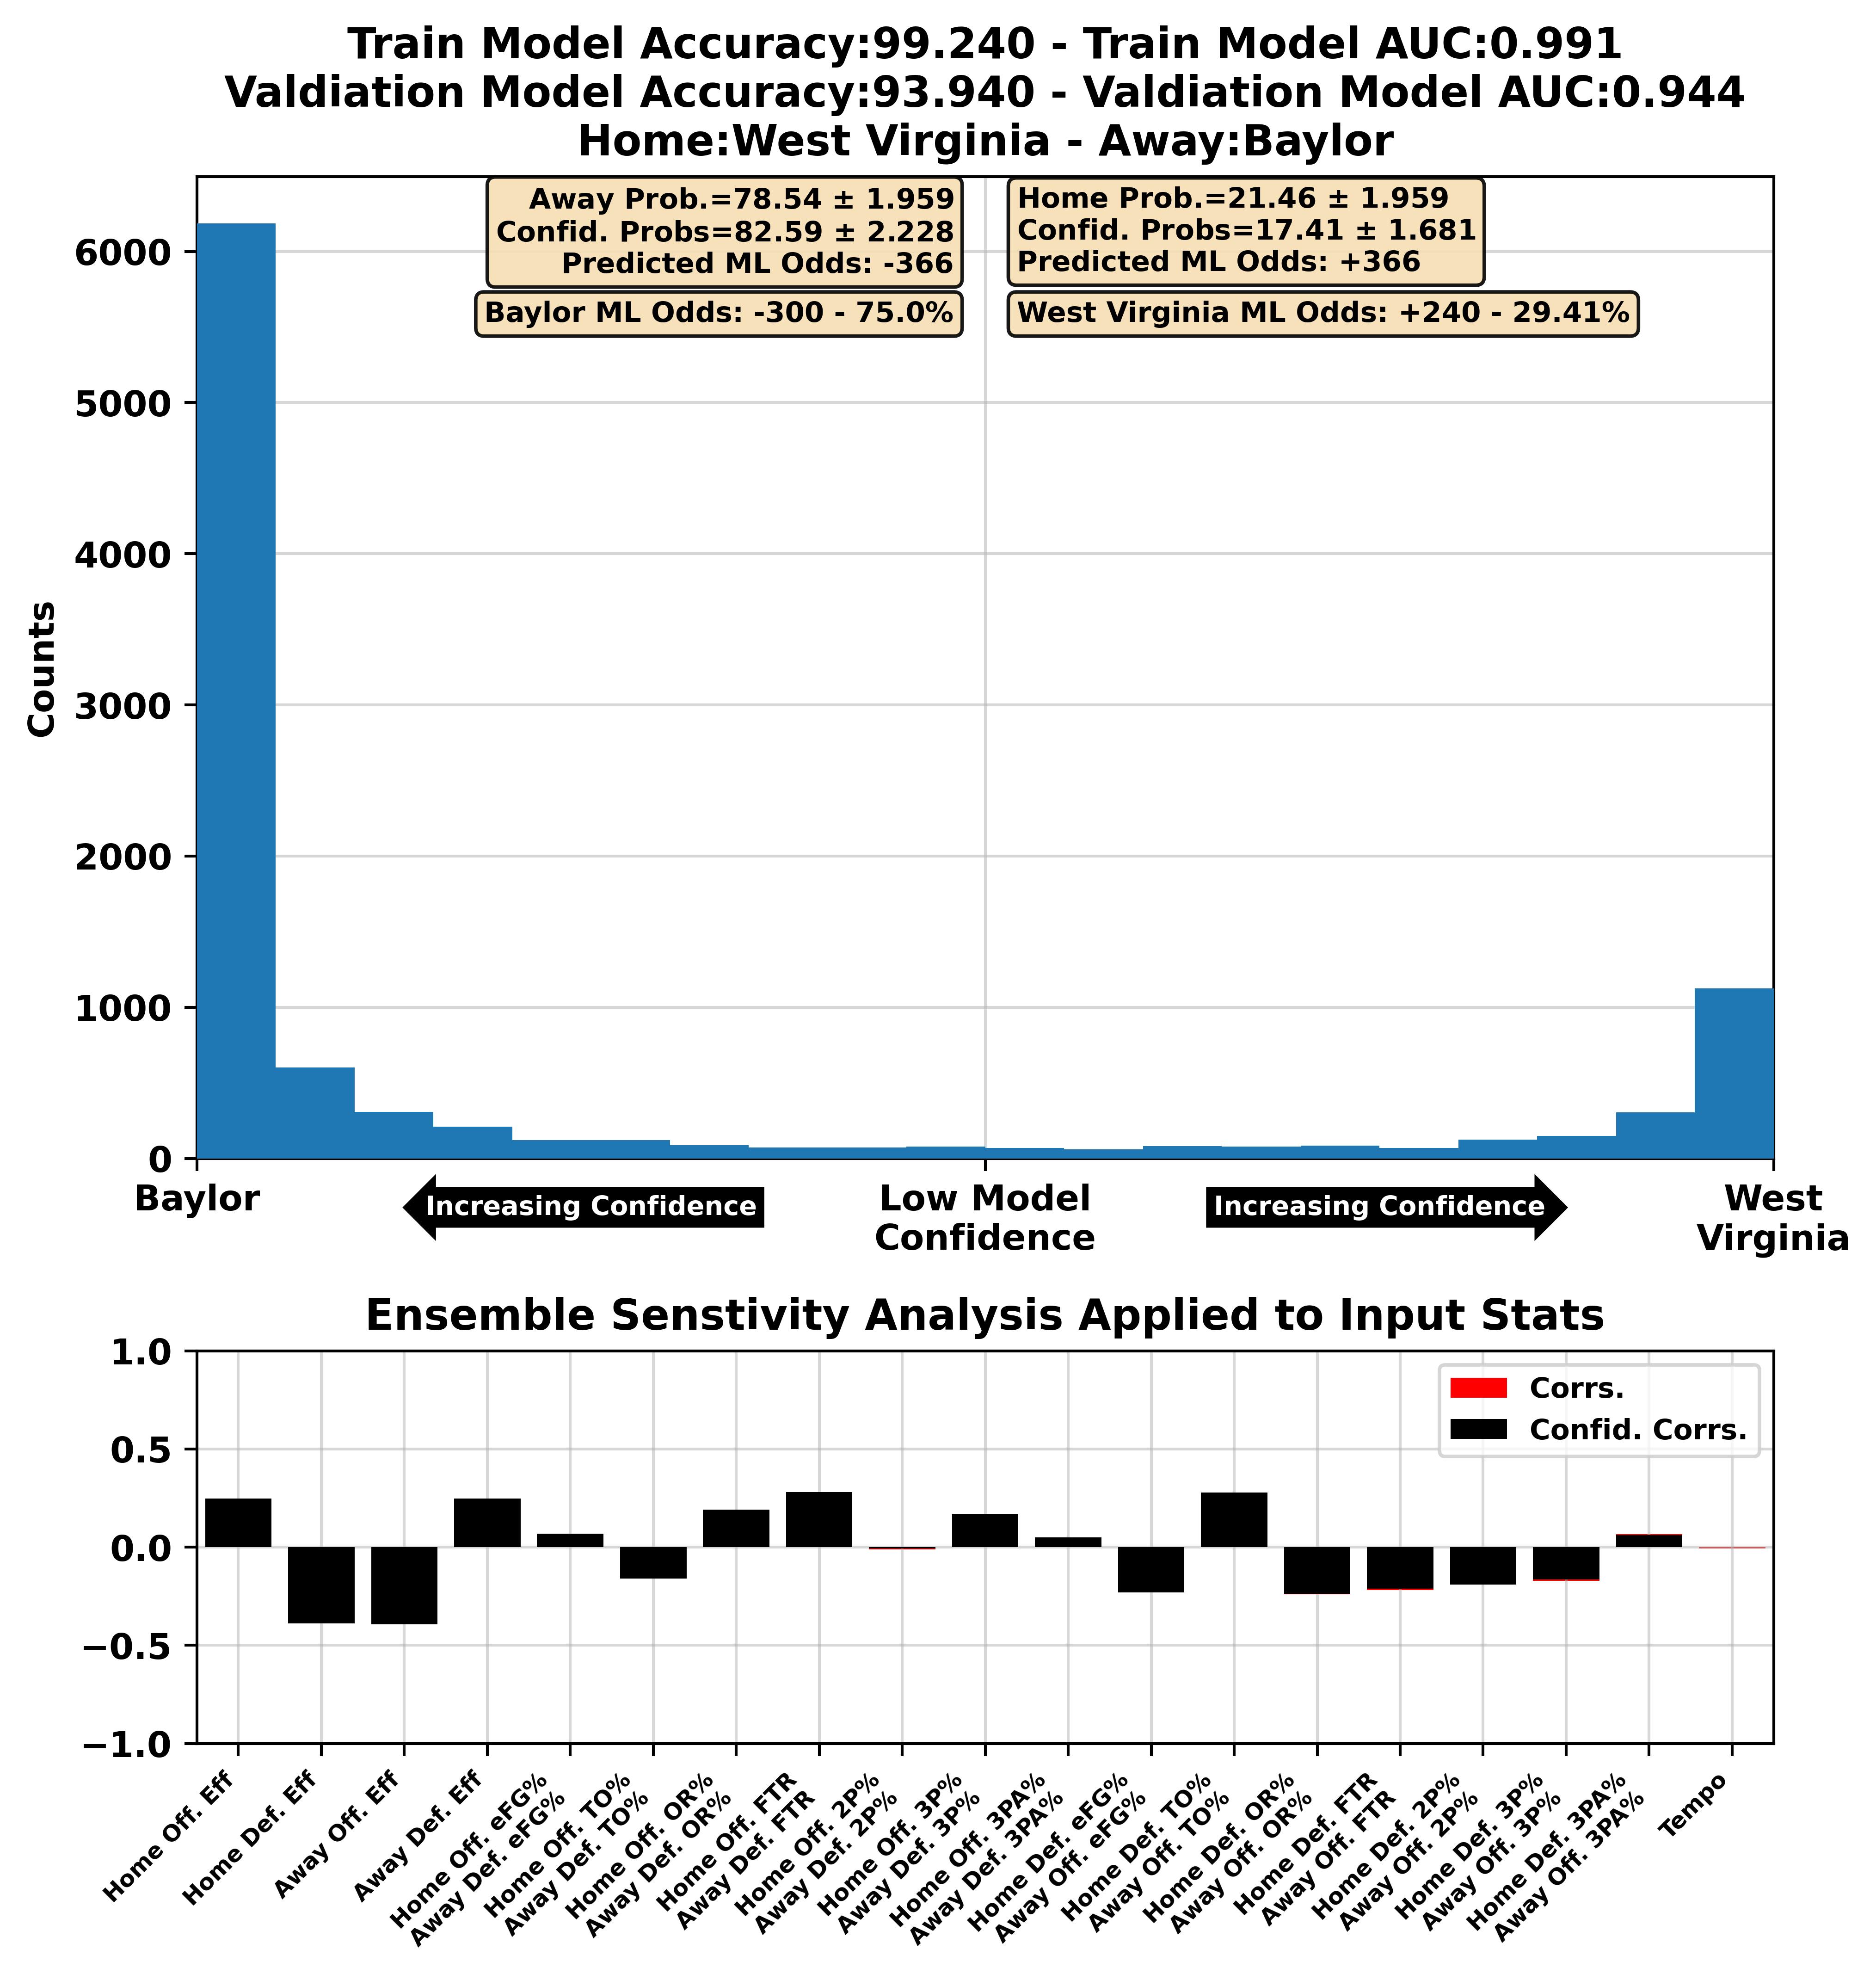 Train Model Accuracy:99.240 - Train Model AUC:0.991
Valdiation Model Accuracy:93.940 - Valdiation Model AUC:0.944
Home:West Virginia - Away:Baylor
Away Prob.=78.54 ± 1.959
Confid. Probs=82.59 ± 2.228
Predicted ML Odds: -366
Baylor ML Odds: -300 - 75.0%
Home Prob.=21.46 ± 1.959
Confid. Probs=17.41 ± 1.681
Predicted ML Odds: +366
West Virginia ML Odds: +240 - 29.41%
Counts
6000
5000
4000
3000
2000
1000
0
Baylor
Increasing Confidence
Low Model
Confidence
Increasing Confidence
West
Virginia
Ensemble Senstivity Analysis Applied to Input Stats
1.0
0.5
0.0
−0.5
−1.0
Corrs.
Confid. Corrs.
Home Off. Eff
Home Def. Eff
Away Off. Eff
Away Def. Eff
Home Off. eFG%
Away Def. eFG%
Home Off. TO%
Away Def. TO%
Home Off. OR%
Away Def. OR%
Home Off. FTR
Away Def. FTR
Home Off. 2P%
Away Def. 2P%
Home Off. 3P%
Away Def. 3P%
Home Off. 3PA%
Away Def. 3PA%
Home Def. eFG%
Away Off. eFG%
Home Def. TO%
Away Off. TO%
Home Def. OR%
Away Off. OR%
Home Def. FTR
Away Off. FTR
Home Def. 2P%
Away Off. 2P%
Home Def. 3P%
Away Off. 3P%
Home Def. 3PA%
Away Off. 3PA%
Tempo